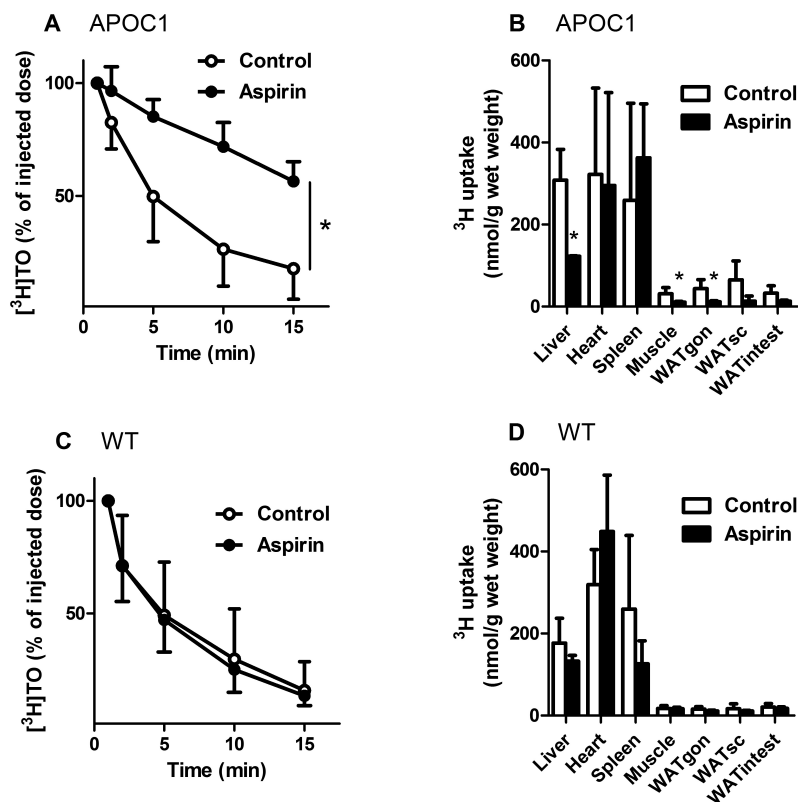 A APOC1
[³H]TO (% of injected dose)
100
50
Control
Aspirin
*
0 5 10 15
Time (min)
B APOC1
³H uptake
(nmol/g wet weight)
600
400
200
0
Control
Aspirin
*
* *
Liver
Heart
Spleen
Muscle
WATgon
WATsc
WATintest
C WT
[³H]TO (% of injected dose)
100
50
Control
Aspirin
0 5 10 15
Time (min)
D WT
³H uptake
(nmol/g wet weight)
600
400
200
0
Control
Aspirin
Liver
Heart
Spleen
Muscle
WATgon
WATsc
WATintest